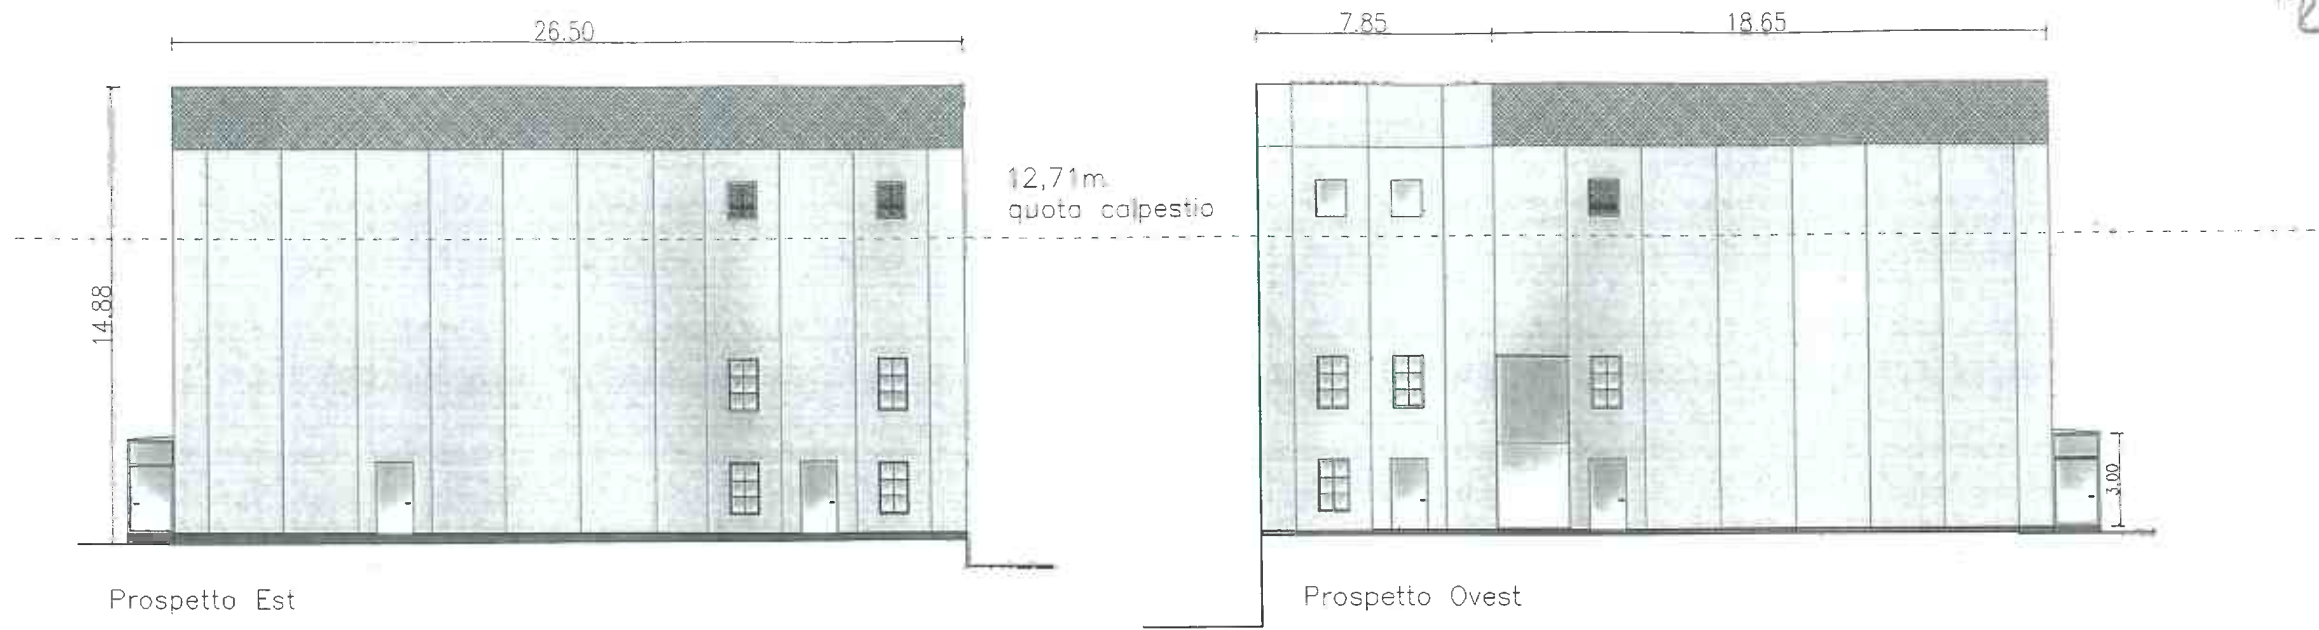 26.50
7.85
18.65
12,71m
quota calpestio
14.88
3.00
Prospetto Est
Prospetto Ovest